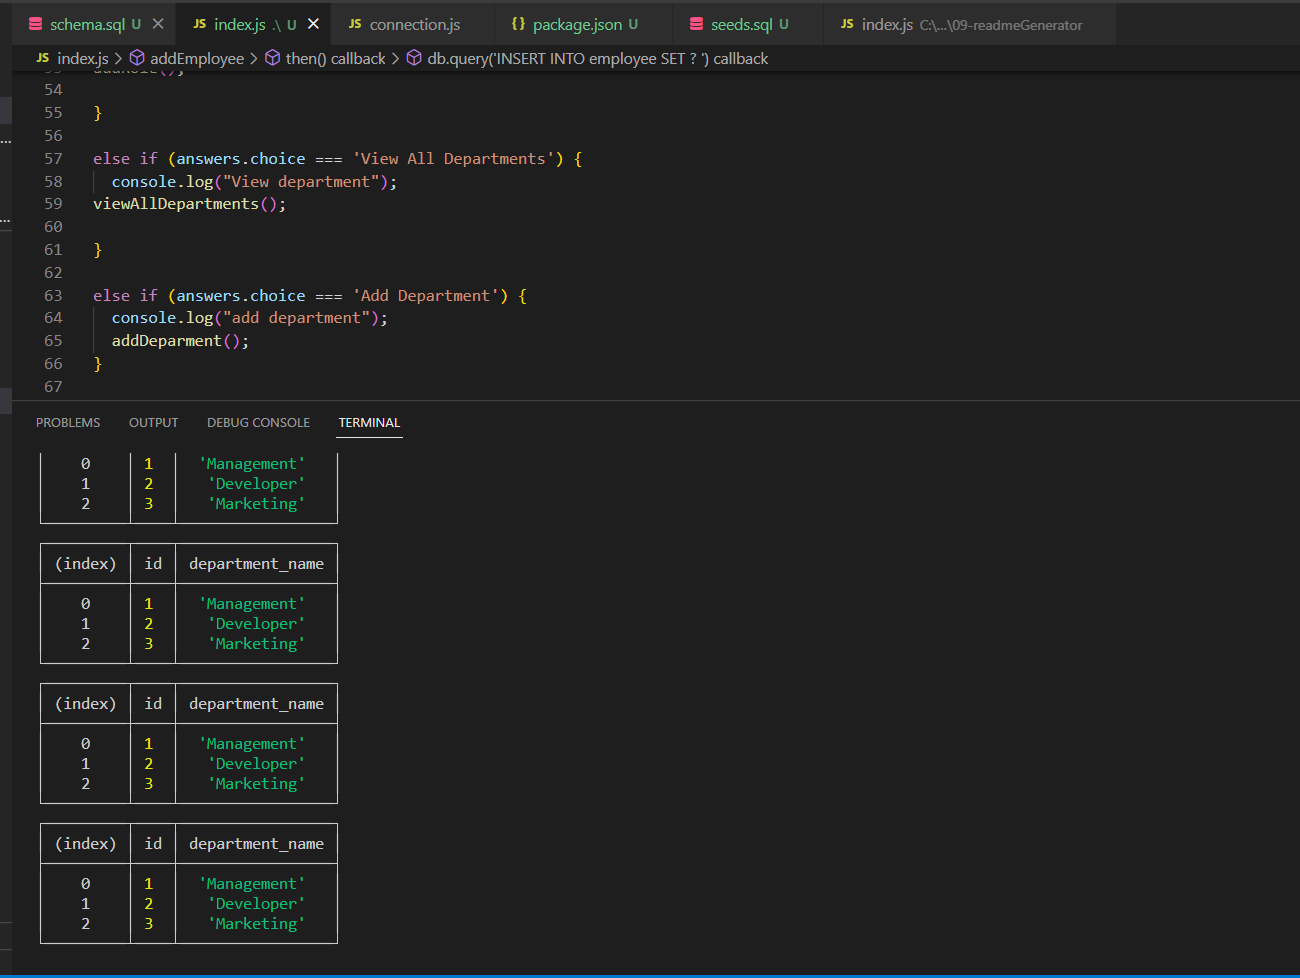 schema.sql U
JS index.js .\ U
JS connection.js
{} package.json U
seeds.sql U
JS index.js C:\...\09-readmeGenerator
JS index.js > addEmployee > then() callback > db.query('INSERT INTO employee SET ? ') callback
53 addRole();
54
55 }
56
57 else if (answers.choice === 'View All Departments') {
58 console.log("View department");
59 viewAllDepartments();
60
61 }
62
63 else if (answers.choice === 'Add Department') {
64 console.log("add department");
65 addDeparment();
66 }
67
PROBLEMS OUTPUT DEBUG CONSOLE TERMINAL
0 1 'Management'
1 2 'Developer'
2 3 'Marketing'
(index) id department_name
0 1 'Management'
1 2 'Developer'
2 3 'Marketing'
(index) id department_name
0 1 'Management'
1 2 'Developer'
2 3 'Marketing'
(index) id department_name
0 1 'Management'
1 2 'Developer'
2 3 'Marketing'